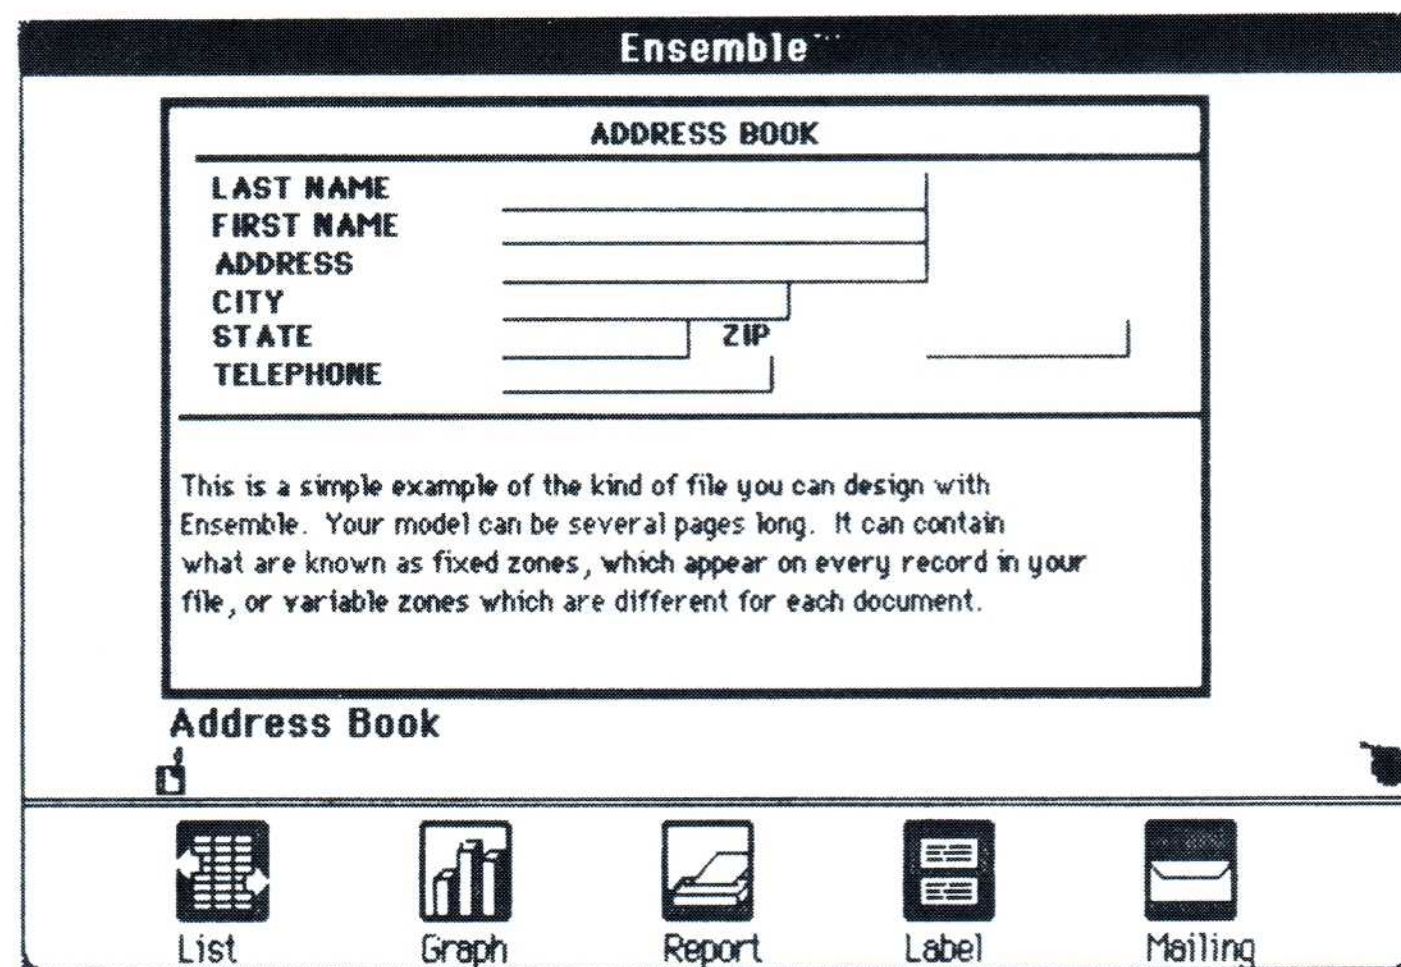 Ensemble™
ADDRESS BOOK
LAST NAME
FIRST NAME
ADDRESS
CITY
STATE ZIP
TELEPHONE
This is a simple example of the kind of file you can design with
Ensemble. Your model can be several pages long. It can contain
what are known as fixed zones, which appear on every record in your
file, or variable zones which are different for each document.
Address Book
List Graph Report Label Mailing